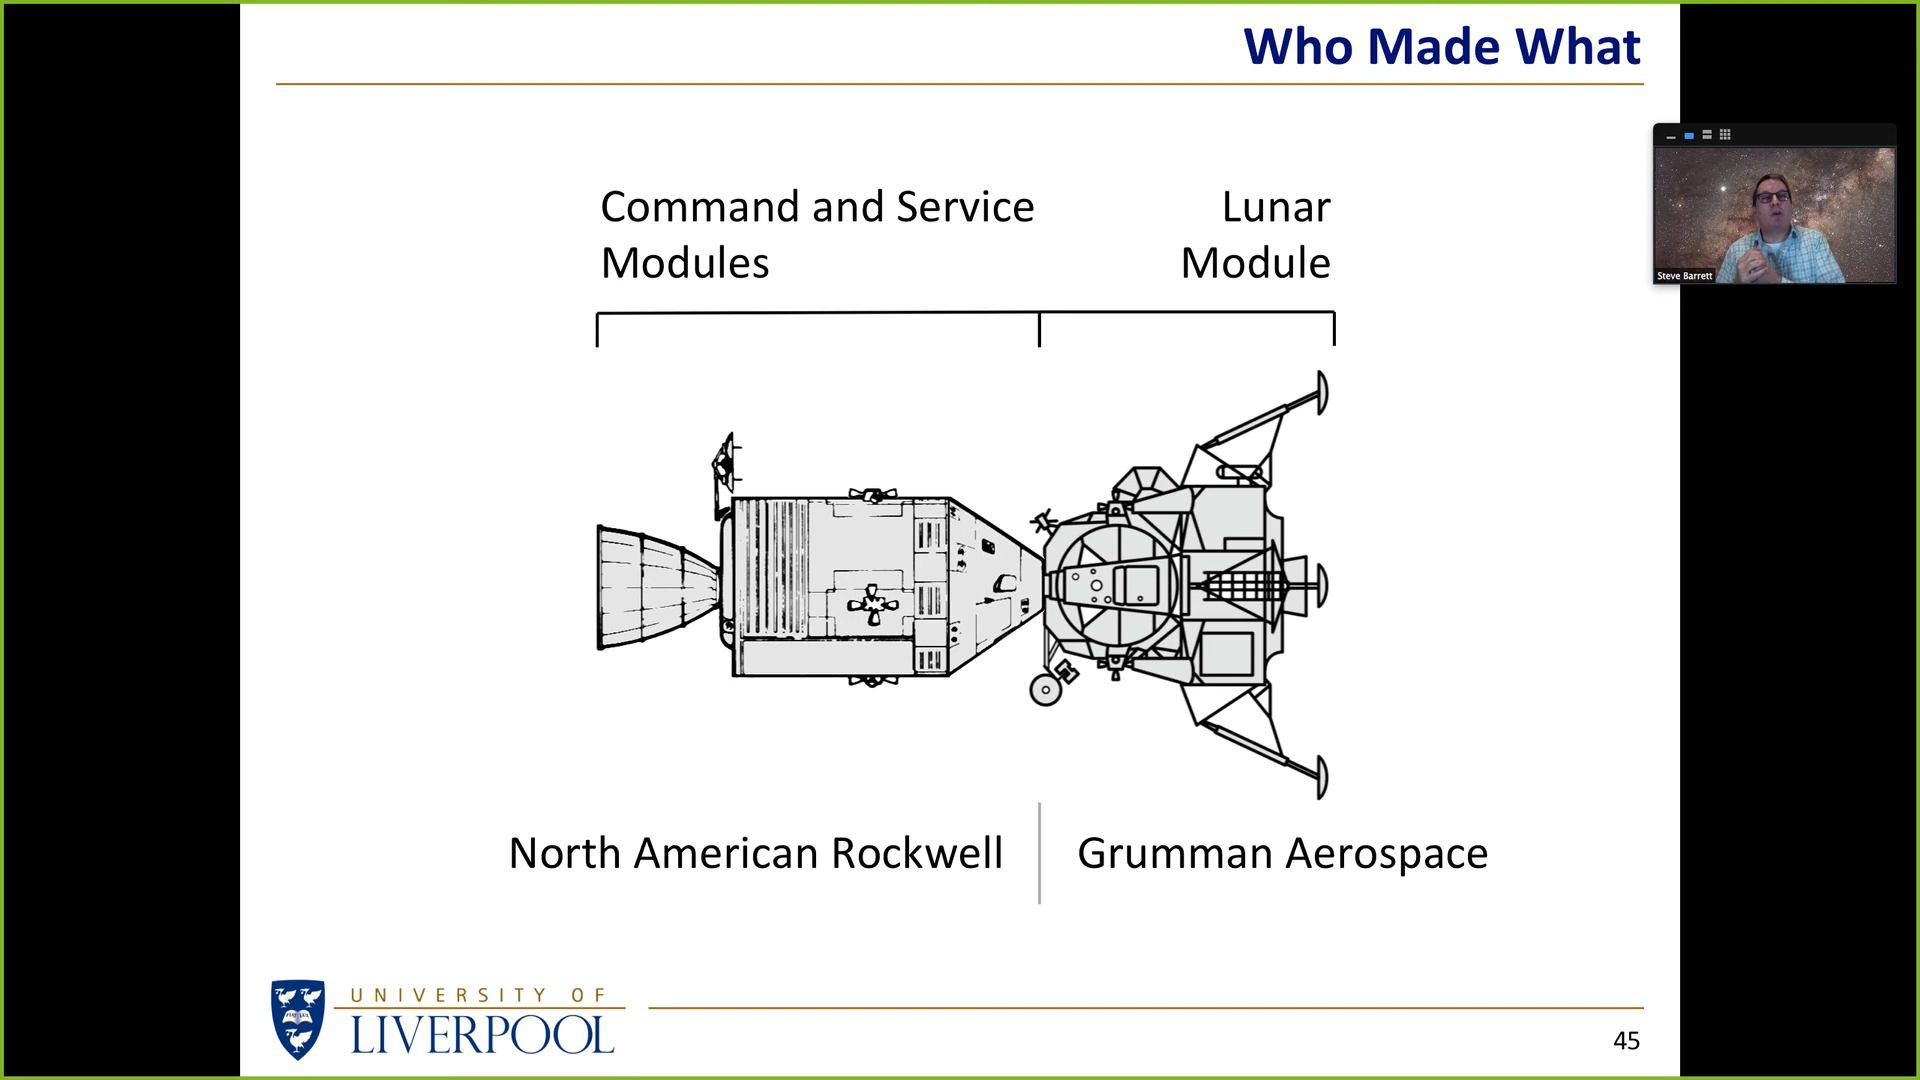 Who Made What
Command and Service
Modules
Lunar
Module
Steve Barrett
North American Rockwell
Grumman Aerospace
UNIVERSITY OF
LIVERPOOL
45